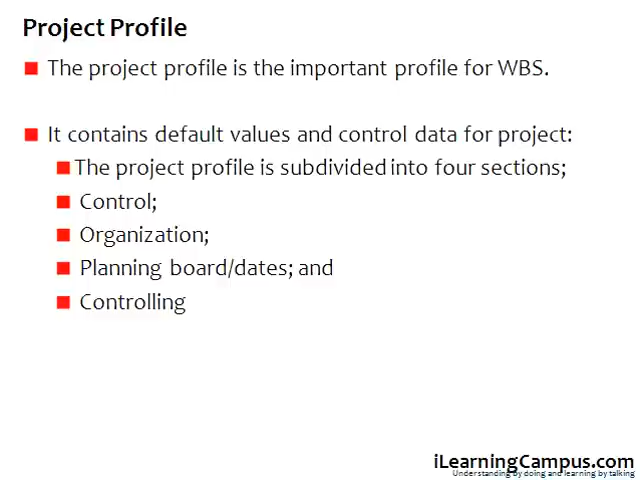 Project Profile
The project profile is the important profile for WBS.
It contains default values and control data for project:
The project profile is subdivided into four sections;
Control;
Organization;
Planning board/dates; and
Controlling
iLearningCampus.com
Understanding by doing and learning by talking